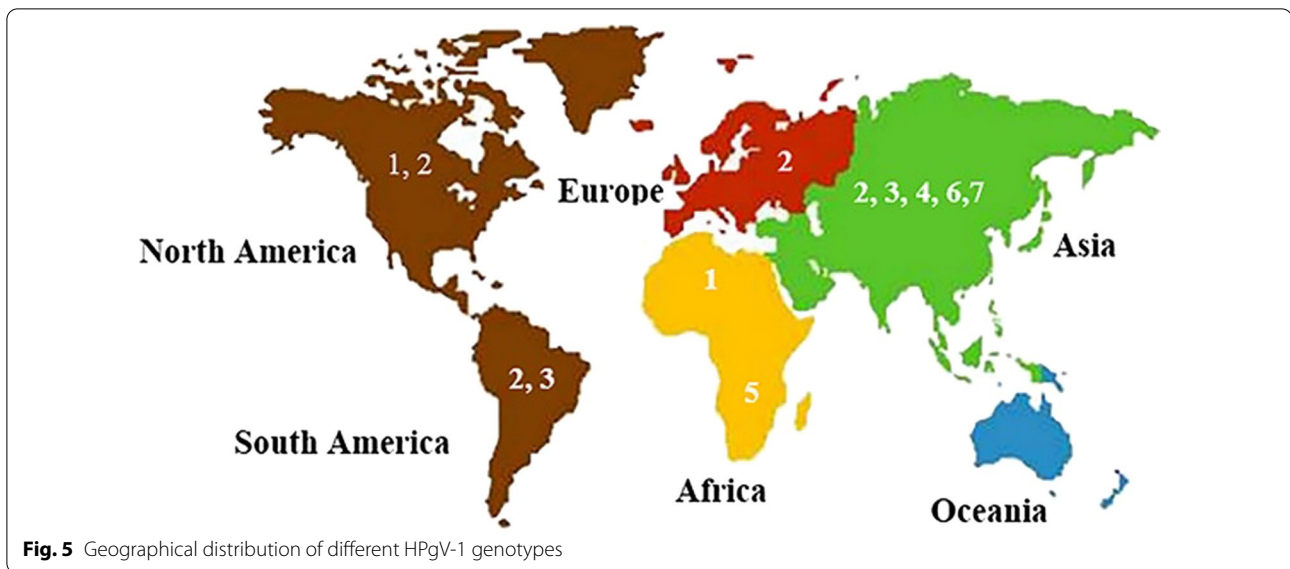 1, 2
2
Europe
2, 3, 4, 6,7
North America
Asia
1
2, 3
5
South America
Africa
Oceania
Fig. 5 Geographical distribution of different HPgV-1 genotypes